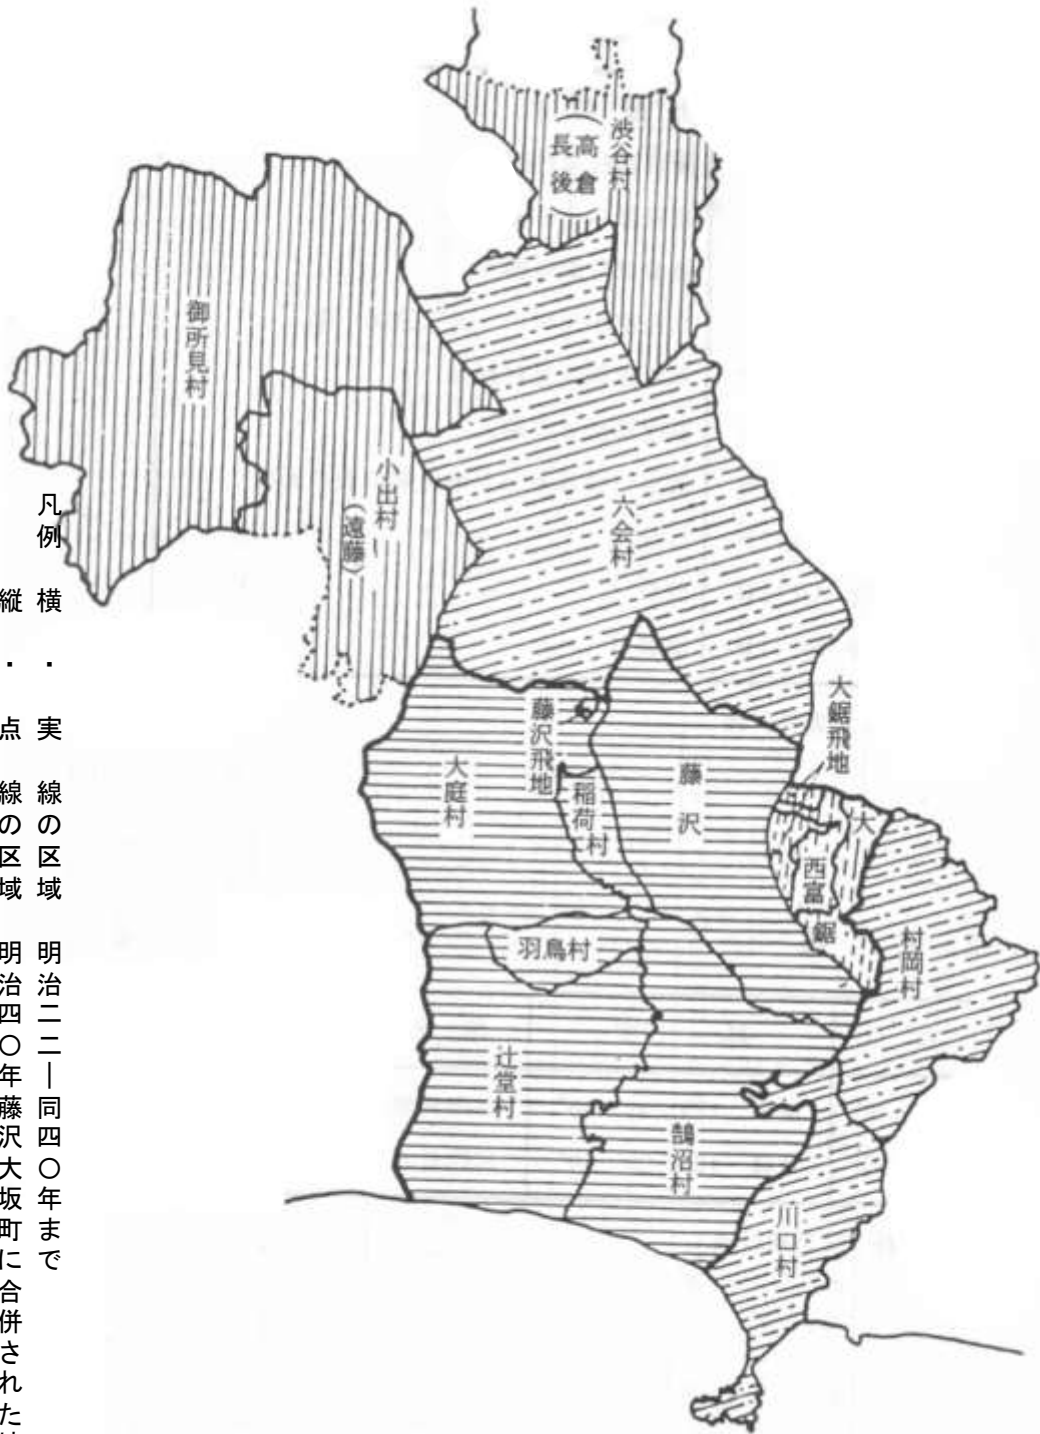 渋谷村
（高倉
長後）
御所見村
小出村
（遠藤）
六会村
大鋸飛地
藤沢飛地
大庭村
稲荷村
藤沢
大
西富
鋸
村岡村
羽鳥村
辻堂村
鵠沼村
川口村
凡例
横・実線の区域 明治二二―同四〇年まで
縦・点線の区域 明治四〇年藤沢大坂町に合併された